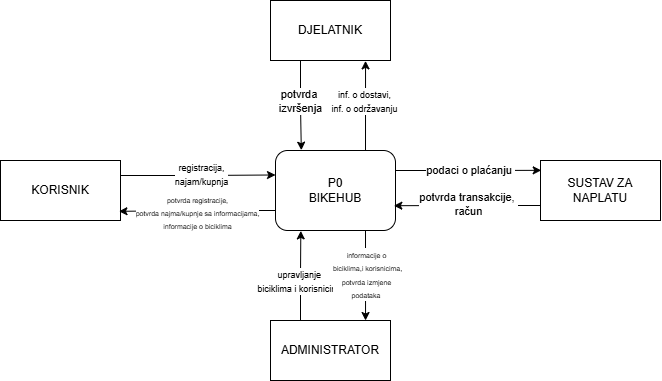 DJELATNIK
potvrda
izvršenja
inf. o dostavi,
inf. o održavanju
KORISNIK
registracija,
najam/kupnja
potvrda registracije,
potvrda najma/kupnje sa informacijama,
informacije o biciklima
P0
BIKEHUB
podaci o plaćanju
potvrda transakcije,
račun
SUSTAV ZA
NAPLATU
upravljanje
biciklima i korisnici
informacije o
biciklima,i korisnicima,
potvrda izmjene
podataka
ADMINISTRATOR